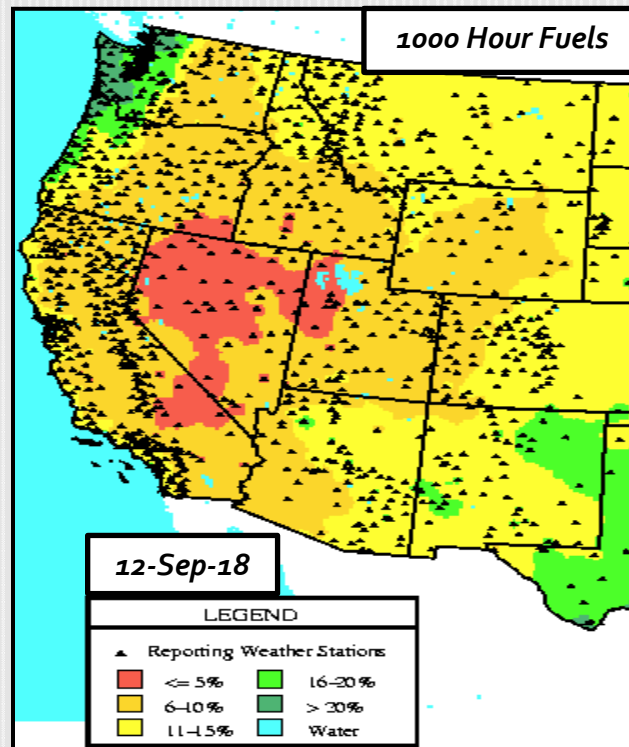 1000 Hour Fuels
12-Sep-18
LEGEND
Reporting Weather Stations
<= 5% 16-20%
6-10% > 20%
11-15% Water